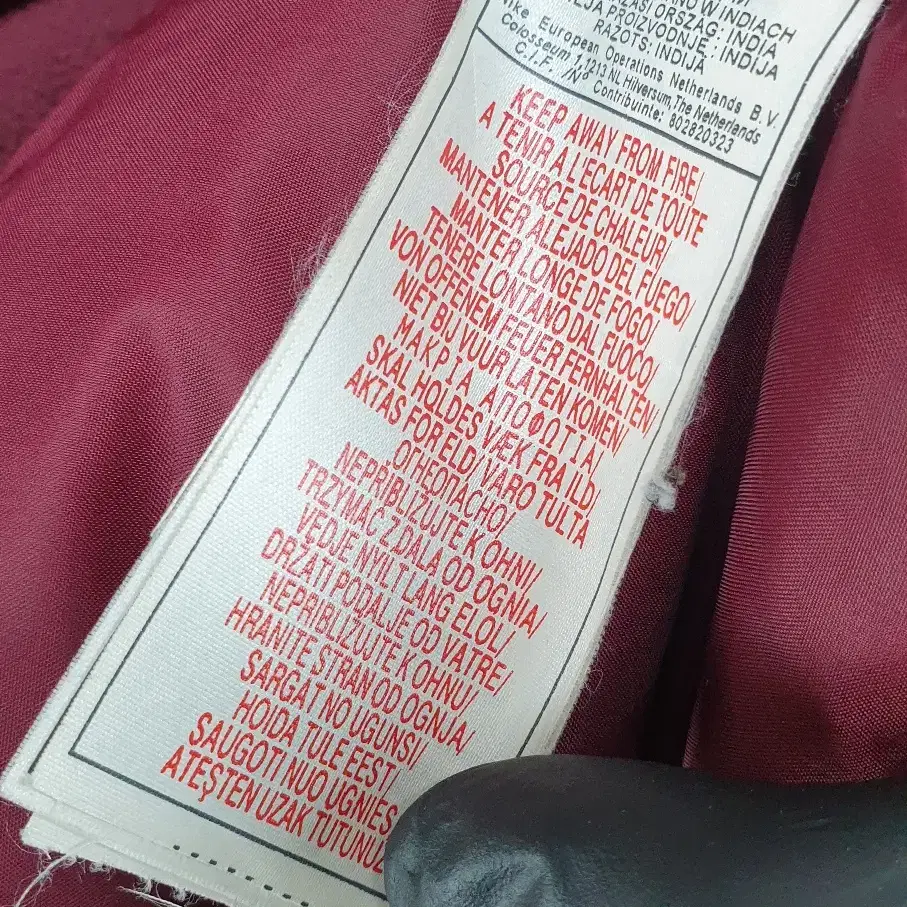 NO W INDIACH
ORSZÁG: INDIA
PROIZVODNJE : INDIJA
RAŽOTS: INDIJĀ
Nike European Operations Netherlands B.V.
Colosseum 1,1213 NL Hilversum,The Netherlands
C.I.F. /Nº Contribuinte: 802820323
KEEP AWAY FROM FIRE/
A TENIR A L'ECART DE TOUTE
SOURCE DE CHALEUR/
MANTENER ALEJADO DEL FUEGO/
MANTER LONGE DE FOGO/
TENERE LONTANO DAL FUOCO/
VON OFFENEM FEUER FERNHALTEN/
NIET BIJ VUUR LATEN KOMEN/
ΜΑΚΡΙΑ ΑΠΟ ΦΩΤΙΑ/
SKAL HOLDES VÆK FRA ILD/
AKTAS FOR ELD/ VARO TULTA
ОГНЕОПАСНО/
NEPRIBLIŽUJTE K OHNI/
TRZYMAĆ Z DALA OD OGNIA/
VEDJE NYILT LANG ELOL/
DRŽATI PODALJE OD VATRE/
NEPRIBLIŽUJTE K OHNU/
HRANITE STRAN OD OGNJA/
SARGĀT NO UGUNS/
HOIDA TULE EEST/
SAUGOTI NUO UGNIES
ATEŞTEN UZAK TUTUNUZ